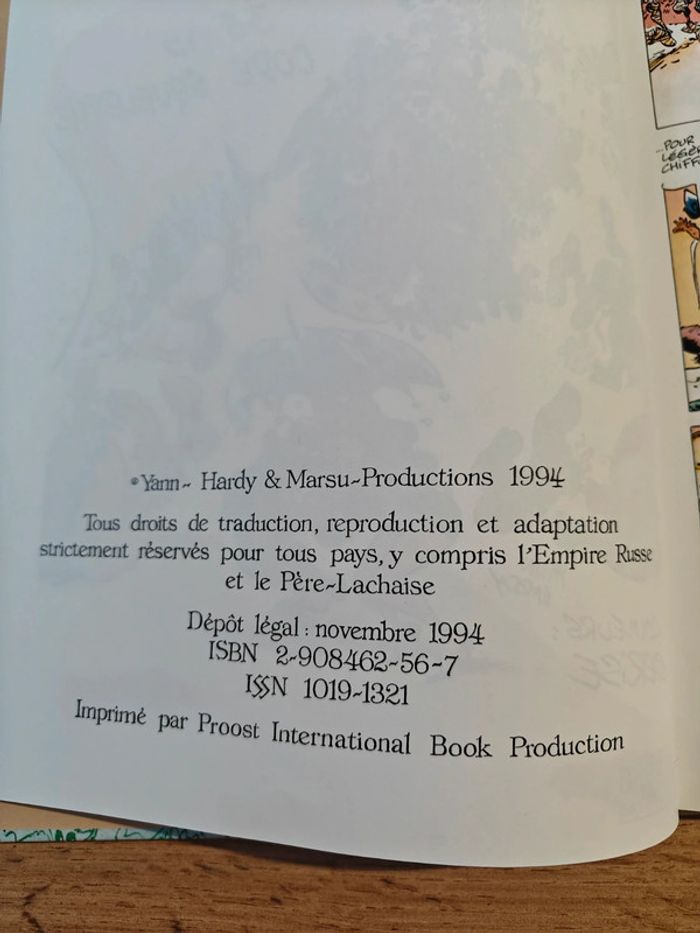 ©Yann~ Hardy & Marsu~Productions 1994
Tous droits de traduction, reproduction et adaptation
strictement réservés pour tous pays, y compris l'Empire Russe
et le Père~Lachaise
Dépôt légal : novembre 1994
ISBN 2~908462~56~7
ISSN 1019~1321
Imprimé par Proost International Book Production
...POUR